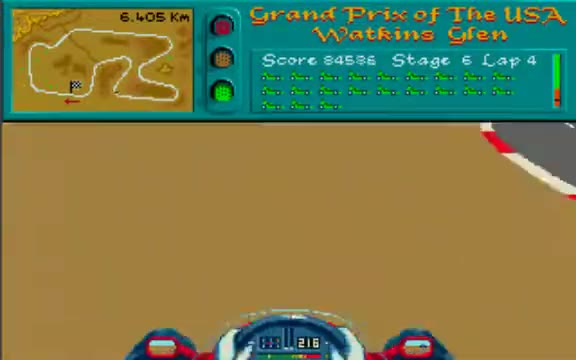 6.405 Km
Grand Prix of The USA
Watkins Glen
Score 84586 Stage 6 Lap 4
216